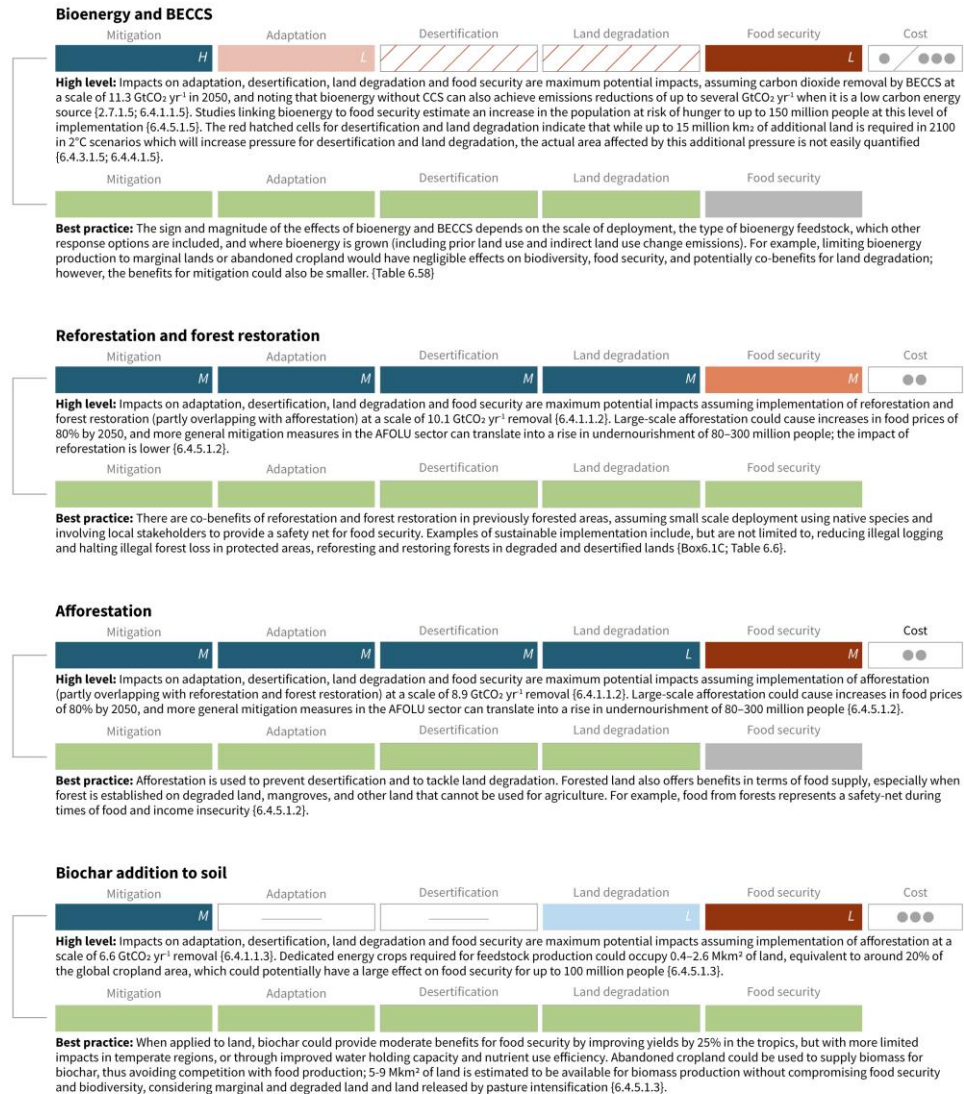 Bioenergy and BECCS
Mitigation Adaptation Desertification Land degradation Food security Cost
H L L
High level: Impacts on adaptation, desertification, land degradation and food security are maximum potential impacts, assuming carbon dioxide removal by BECCS at
a scale of 11.3 GtCO₂ yr⁻¹ in 2050, and noting that bioenergy without CCS can also achieve emissions reductions of up to several GtCO₂ yr⁻¹ when it is a low carbon energy
source {2.7.1.5; 6.4.1.1.5}. Studies linking bioenergy to food security estimate an increase in the population at risk of hunger to up to 150 million people at this level of
implementation {6.4.5.1.5}. The red hatched cells for desertification and land degradation indicate that while up to 15 million km₂ of additional land is required in 2100
in 2°C scenarios which will increase pressure for desertification and land degradation, the actual area affected by this additional pressure is not easily quantified
{6.4.3.1.5; 6.4.4.1.5}.
Mitigation Adaptation Desertification Land degradation Food security
Best practice: The sign and magnitude of the effects of bioenergy and BECCS depends on the scale of deployment, the type of bioenergy feedstock, which other
response options are included, and where bioenergy is grown (including prior land use and indirect land use change emissions). For example, limiting bioenergy
production to marginal lands or abandoned cropland would have negligible effects on biodiversity, food security, and potentially co-benefits for land degradation;
however, the benefits for mitigation could also be smaller. {Table 6.58}
Reforestation and forest restoration
Mitigation Adaptation Desertification Land degradation Food security Cost
M M M M M
High level: Impacts on adaptation, desertification, land degradation and food security are maximum potential impacts assuming implementation of reforestation and
forest restoration (partly overlapping with afforestation) at a scale of 10.1 GtCO₂ yr⁻¹ removal {6.4.1.1.2}. Large-scale afforestation could cause increases in food prices of
80% by 2050, and more general mitigation measures in the AFOLU sector can translate into a rise in undernourishment of 80–300 million people; the impact of
reforestation is lower {6.4.5.1.2}.
Mitigation Adaptation Desertification Land degradation Food security
Best practice: There are co-benefits of reforestation and forest restoration in previously forested areas, assuming small scale deployment using native species and
involving local stakeholders to provide a safety net for food security. Examples of sustainable implementation include, but are not limited to, reducing illegal logging
and halting illegal forest loss in protected areas, reforesting and restoring forests in degraded and desertified lands {Box6.1C; Table 6.6}.
Afforestation
Mitigation Adaptation Desertification Land degradation Food security Cost
M M M L M
High level: Impacts on adaptation, desertification, land degradation and food security are maximum potential impacts assuming implementation of afforestation
(partly overlapping with reforestation and forest restoration) at a scale of 8.9 GtCO₂ yr⁻¹ removal {6.4.1.1.2}. Large-scale afforestation could cause increases in food prices
of 80% by 2050, and more general mitigation measures in the AFOLU sector can translate into a rise in undernourishment of 80–300 million people {6.4.5.1.2}.
Mitigation Adaptation Desertification Land degradation Food security
Best practice: Afforestation is used to prevent desertification and to tackle land degradation. Forested land also offers benefits in terms of food supply, especially when
forest is established on degraded land, mangroves, and other land that cannot be used for agriculture. For example, food from forests represents a safety-net during
times of food and income insecurity {6.4.5.1.2}.
Biochar addition to soil
Mitigation Adaptation Desertification Land degradation Food security Cost
M L L
High level: Impacts on adaptation, desertification, land degradation and food security are maximum potential impacts assuming implementation of afforestation at a
scale of 6.6 GtCO₂ yr⁻¹ removal {6.4.1.1.3}. Dedicated energy crops required for feedstock production could occupy 0.4–2.6 Mkm² of land, equivalent to around 20% of
the global cropland area, which could potentially have a large effect on food security for up to 100 million people {6.4.5.1.3}.
Mitigation Adaptation Desertification Land degradation Food security
Best practice: When applied to land, biochar could provide moderate benefits for food security by improving yields by 25% in the tropics, but with more limited
impacts in temperate regions, or through improved water holding capacity and nutrient use efficiency. Abandoned cropland could be used to supply biomass for
biochar, thus avoiding competition with food production; 5-9 Mkm² of land is estimated to be available for biomass production without compromising food security
and biodiversity, considering marginal and degraded land and land released by pasture intensification {6.4.5.1.3}.